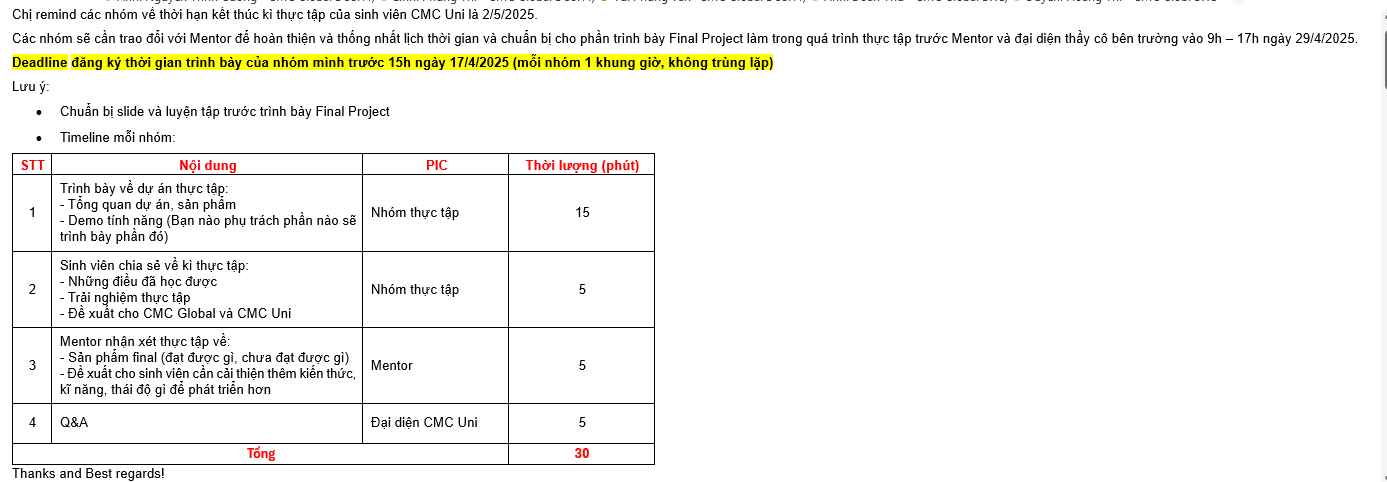 Chị remind các nhóm về thời hạn kết thúc kì thực tập của sinh viên CMC Uni là 2/5/2025.
Các nhóm sẽ cần trao đổi với Mentor để hoàn thiện và thống nhất lịch thời gian và chuẩn bị cho phần trình bày Final Project làm trong quá trình thực tập trước Mentor và đại diện thầy cô bên trường vào 9h – 17h ngày 29/4/2025.
Deadline đăng ký thời gian trình bày của nhóm mình trước 15h ngày 17/4/2025 (mỗi nhóm 1 khung giờ, không trùng lặp)
Lưu ý:
• Chuẩn bị slide và luyện tập trước trình bày Final Project
• Timeline mỗi nhóm:
STT Nội dung PIC Thời lượng (phút)
Trình bày về dự án thực tập:
- Tổng quan dự án, sản phẩm
1 - Demo tính năng (Bạn nào phụ trách phần nào sẽ Nhóm thực tập 15
trình bày phần đó)
Sinh viên chia sẻ về kì thực tập:
- Những điều đã học được
2 - Trải nghiệm thực tập Nhóm thực tập 5
- Đề xuất cho CMC Global và CMC Uni
Mentor nhận xét thực tập về:
- Sản phẩm final (đạt được gì, chưa đạt được gì)
3 - Đề xuất cho sinh viên cần cải thiện thêm kiến thức, Mentor 5
kĩ năng, thái độ gì để phát triển hơn
4 Q&A Đại diện CMC Uni 5
Tổng 30
Thanks and Best regards!